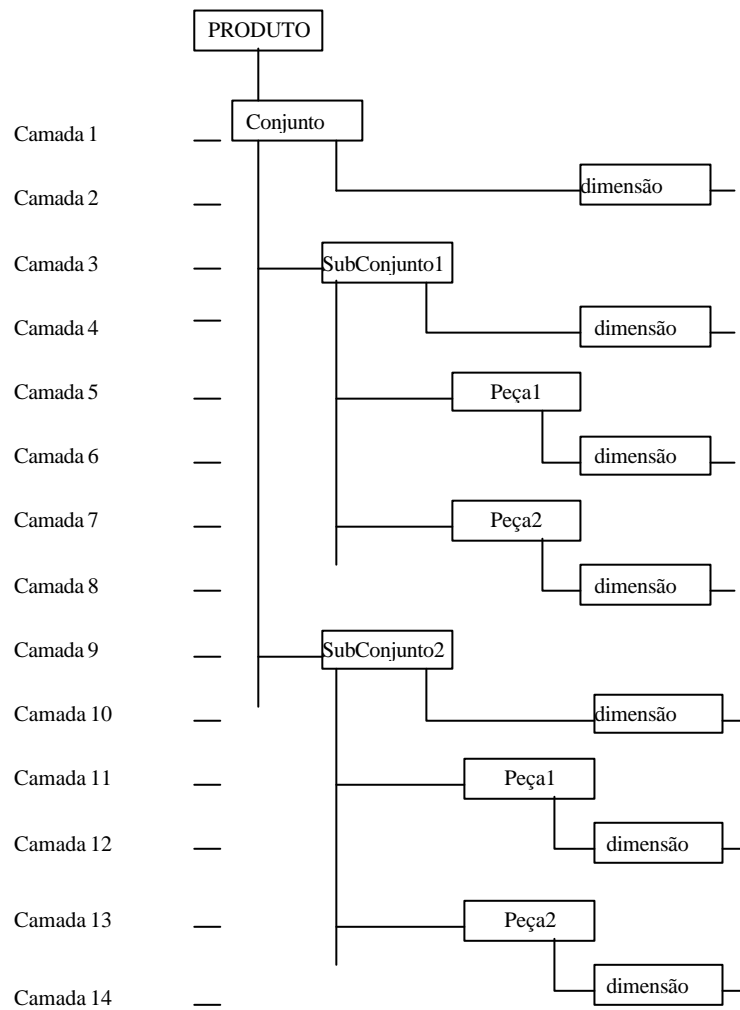 PRODUTO
Camada 1
Conjunto
Camada 2
dimensão
Camada 3
SubConjunto1
Camada 4
dimensão
Camada 5
Peça1
Camada 6
dimensão
Camada 7
Peça2
Camada 8
dimensão
Camada 9
SubConjunto2
Camada 10
dimensão
Camada 11
Peça1
Camada 12
dimensão
Camada 13
Peça2
Camada 14
dimensão